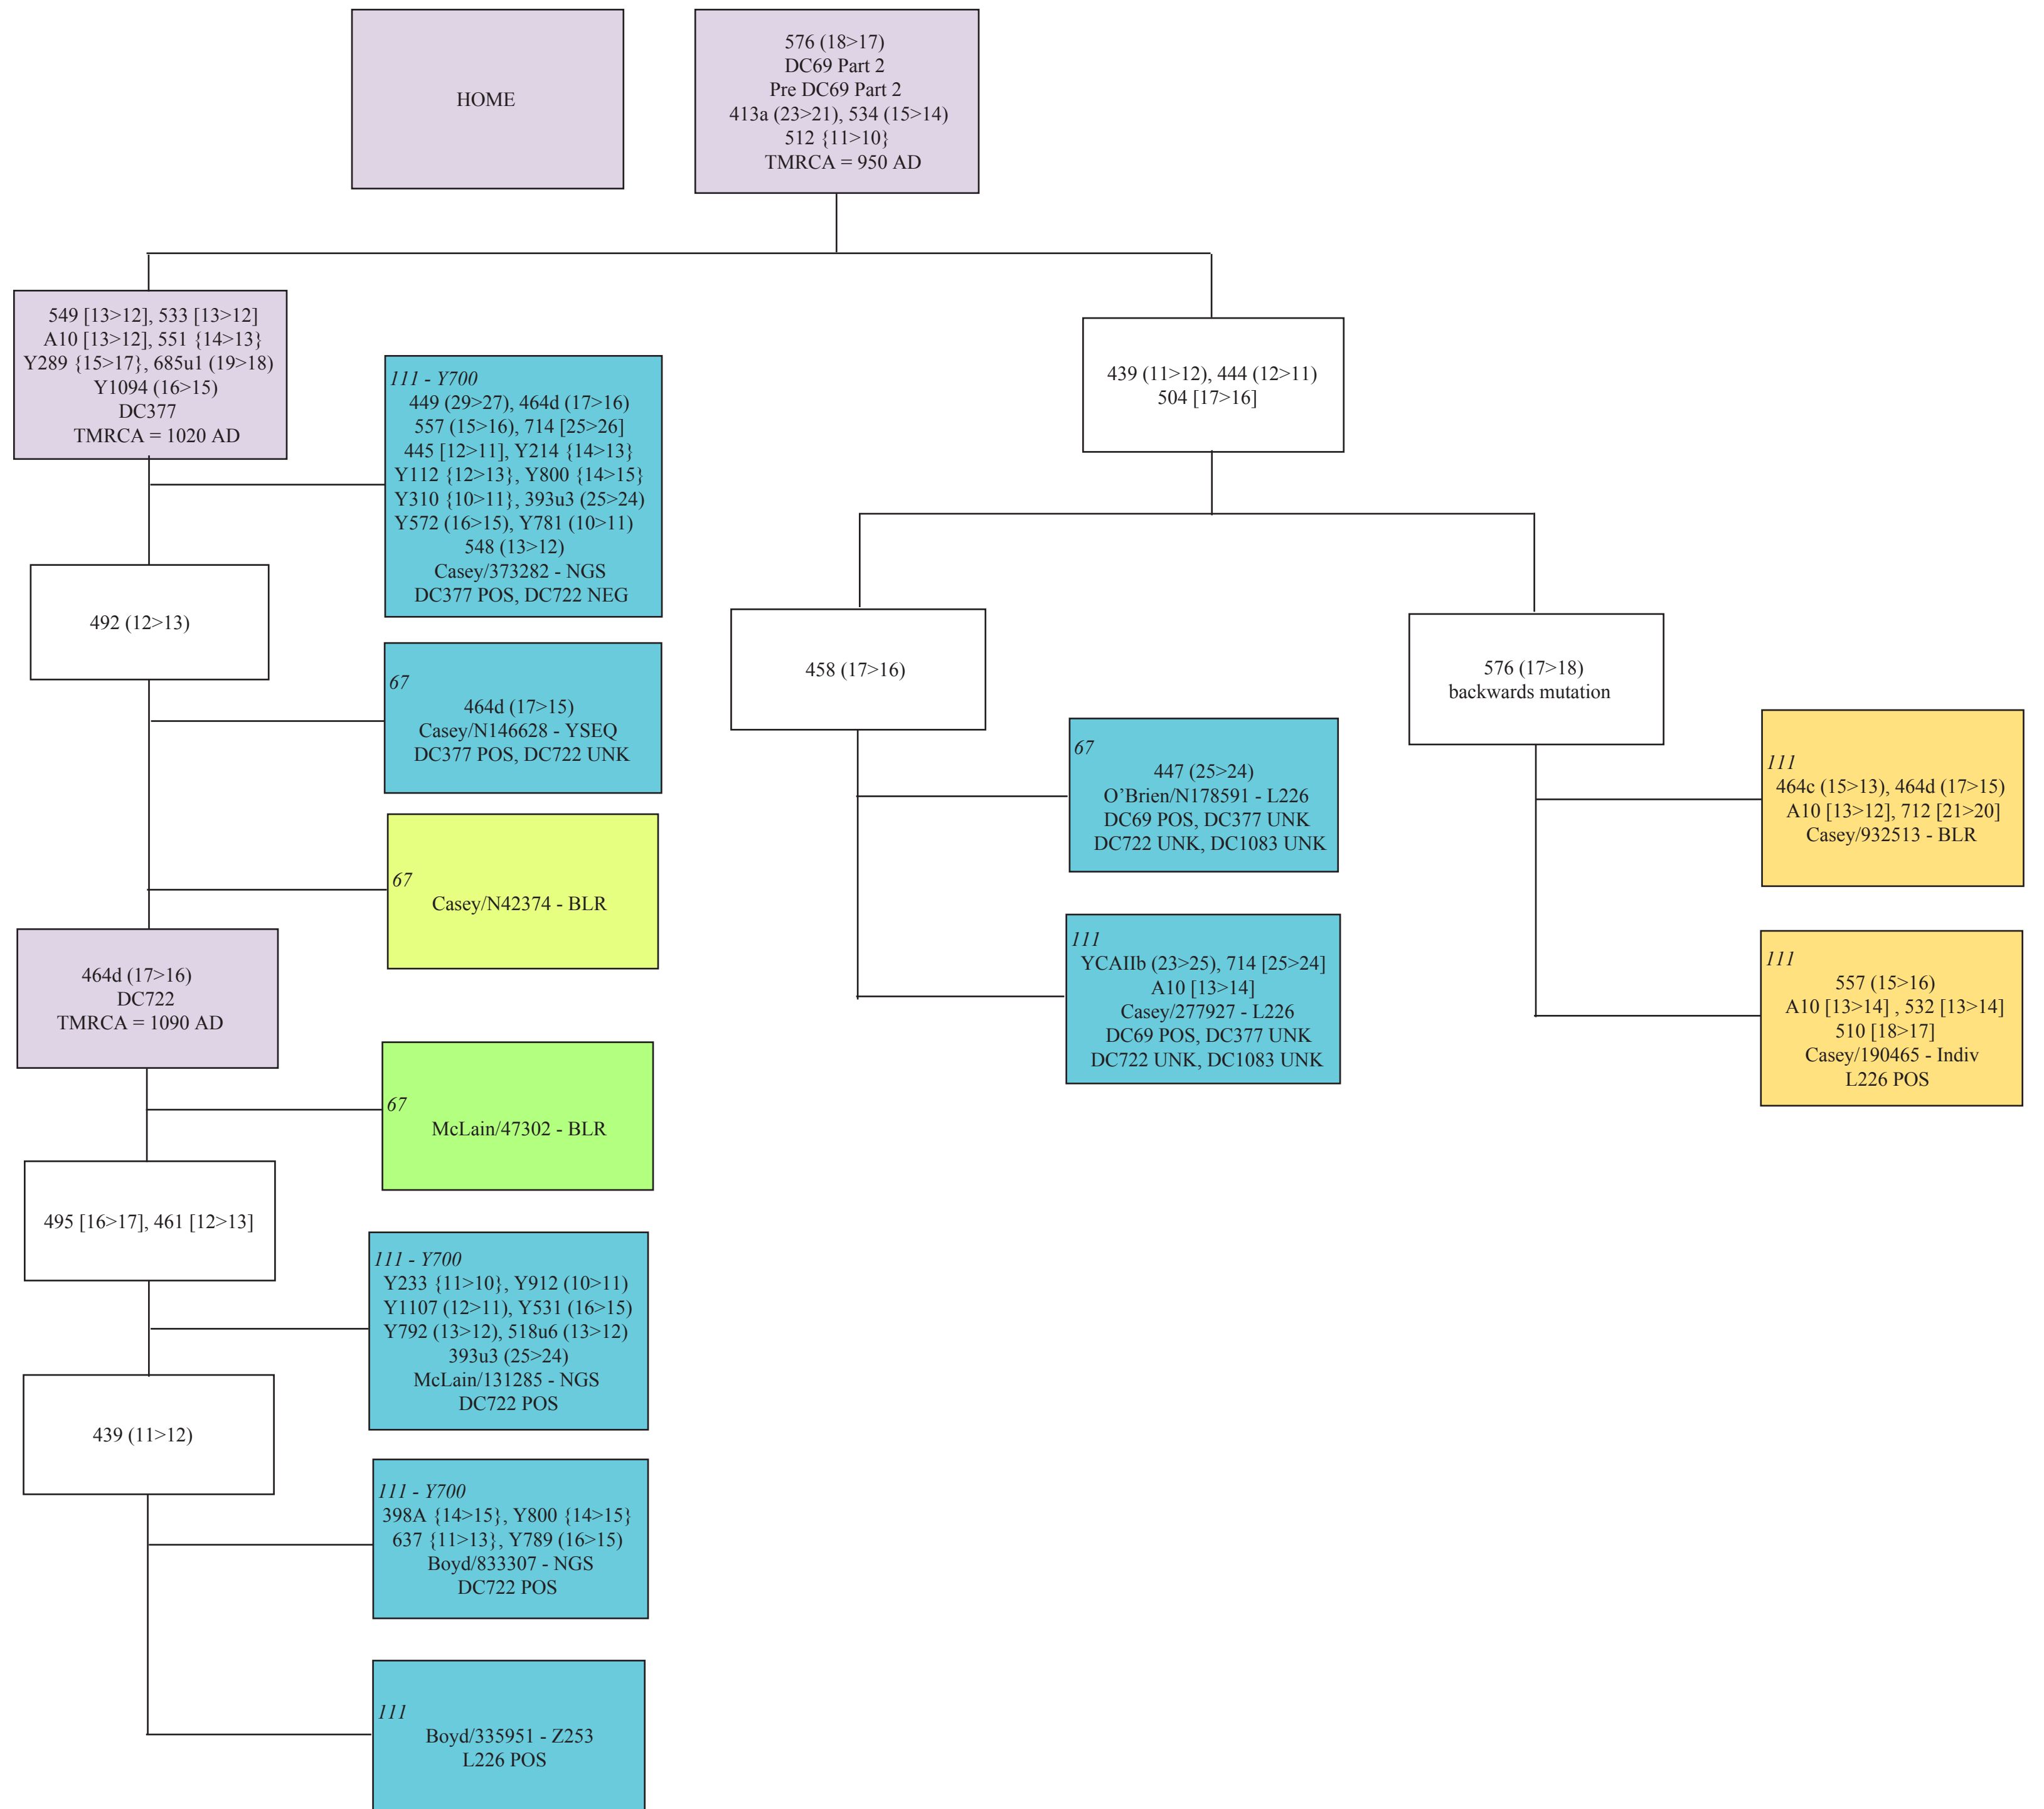 HOME
576 (18>17)
DC69 Part 2
Pre DC69 Part 2
413a (23>21), 534 (15>14)
512 {11>10}
TMRCA = 950 AD
549 [13>12], 533 [13>12]
A10 [13>12], 551 {14>13}
Y289 {15>17}, 685u1 (19>18)
Y1094 (16>15)
DC377
TMRCA = 1020 AD
111 - Y700
449 (29>27), 464d (17>16)
557 (15>16), 714 [25>26]
445 [12>11], Y214 {14>13}
Y112 {12>13}, Y800 {14>15}
Y310 {10>11}, 393u3 (25>24)
Y572 (16>15), Y781 (10>11)
548 (13>12)
Casey/373282 - NGS
DC377 POS, DC722 NEG
492 (12>13)
67
464d (17>15)
Casey/N146628 - YSEQ
DC377 POS, DC722 UNK
67
Casey/N42374 - BLR
464d (17>16)
DC722
TMRCA = 1090 AD
67
McLain/47302 - BLR
495 [16>17], 461 [12>13]
111 - Y700
Y233 {11>10}, Y912 (10>11)
Y1107 (12>11), Y531 (16>15)
Y792 (13>12), 518u6 (13>12)
393u3 (25>24)
McLain/131285 - NGS
DC722 POS
439 (11>12)
111 - Y700
398A {14>15}, Y800 {14>15}
637 {11>13}, Y789 (16>15)
Boyd/833307 - NGS
DC722 POS
111
Boyd/335951 - Z253
L226 POS
439 (11>12), 444 (12>11)
504 [17>16]
458 (17>16)
67
447 (25>24)
O’Brien/N178591 - L226
DC69 POS, DC377 UNK
DC722 UNK, DC1083 UNK
111
YCAIIb (23>25), 714 [25>24]
A10 [13>14]
Casey/277927 - L226
DC69 POS, DC377 UNK
DC722 UNK, DC1083 UNK
576 (17>18)
backwards mutation
111
464c (15>13), 464d (17>15)
A10 [13>12], 712 [21>20]
Casey/932513 - BLR
111
557 (15>16)
A10 [13>14] , 532 [13>14]
510 [18>17]
Casey/190465 - Indiv
L226 POS